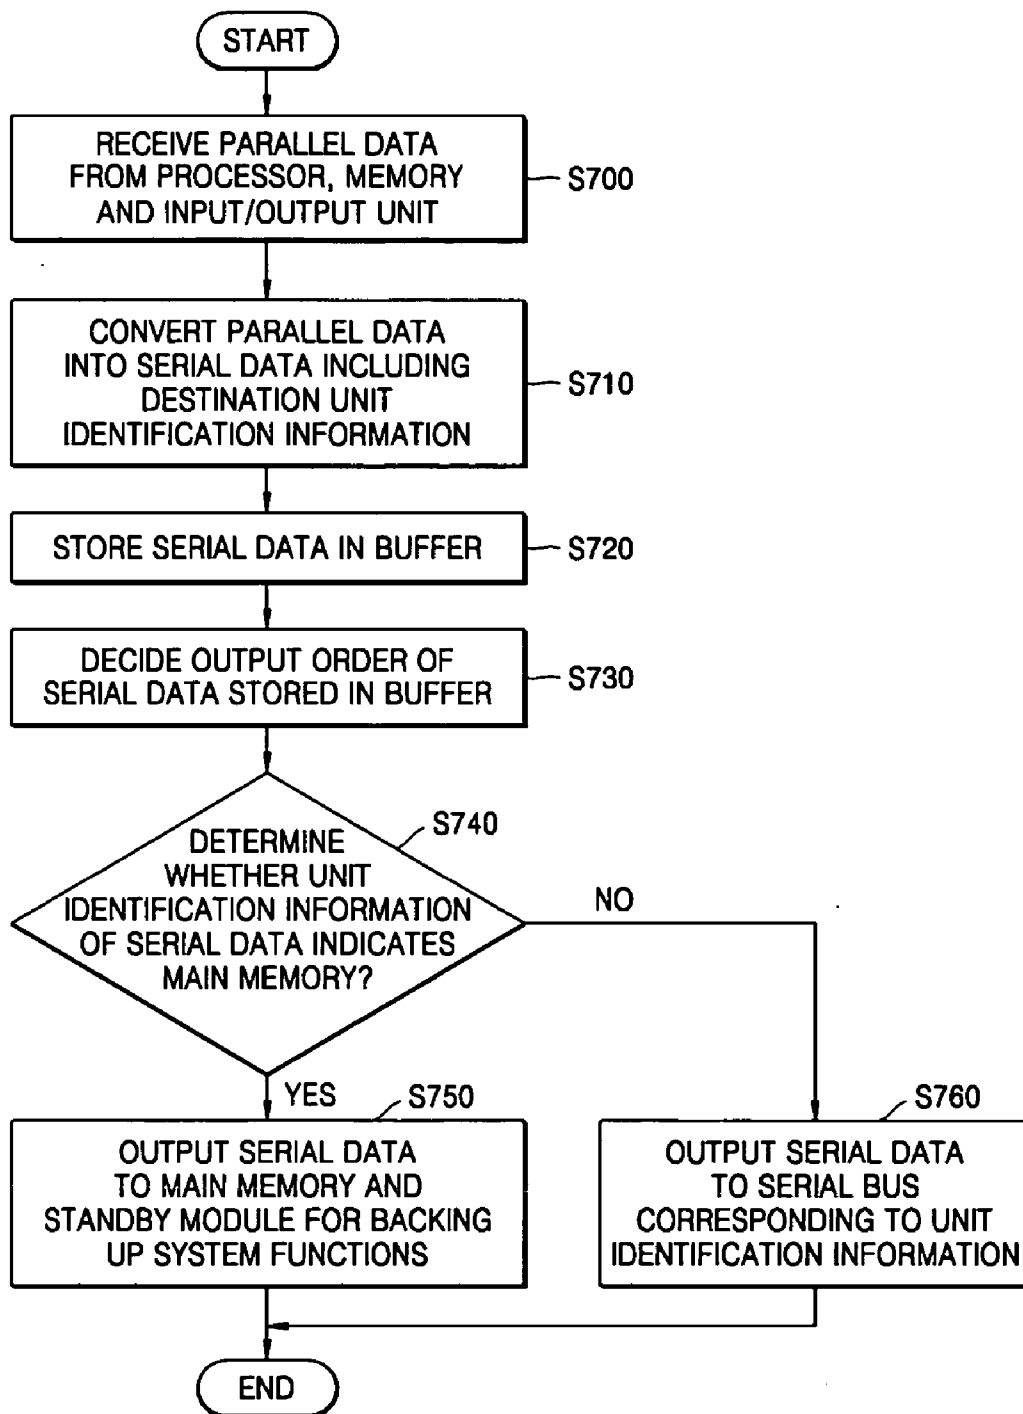 START
RECEIVE PARALLEL DATA
FROM PROCESSOR, MEMORY
AND INPUT/OUTPUT UNIT
S700
CONVERT PARALLEL DATA
INTO SERIAL DATA INCLUDING
DESTINATION UNIT
IDENTIFICATION INFORMATION
S710
STORE SERIAL DATA IN BUFFER
S720
DECIDE OUTPUT ORDER OF
SERIAL DATA STORED IN BUFFER
S730
S740
DETERMINE
WHETHER UNIT
IDENTIFICATION INFORMATION
OF SERIAL DATA INDICATES
MAIN MEMORY?
NO
YES
S750
OUTPUT SERIAL DATA
TO MAIN MEMORY AND
STANDBY MODULE FOR BACKING
UP SYSTEM FUNCTIONS
S760
OUTPUT SERIAL DATA
TO SERIAL BUS
CORRESPONDING TO UNIT
IDENTIFICATION INFORMATION
END